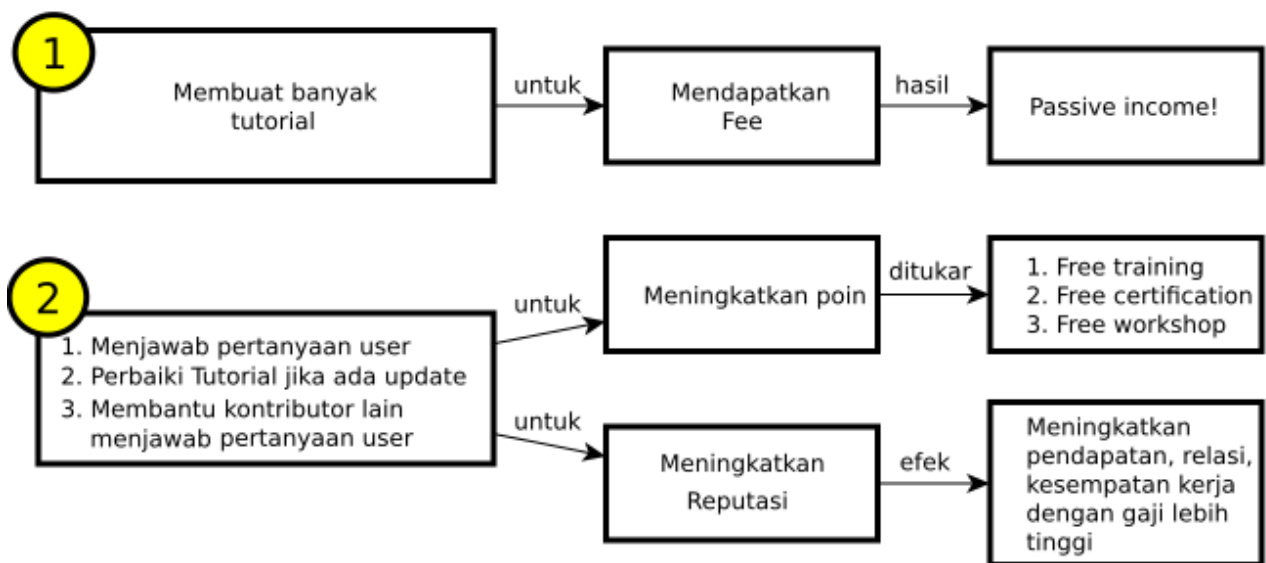 1
Membuat banyak
tutorial
untuk
Mendapatkan
Fee
hasil
Passive income!
2
1. Menjawab pertanyaan user
2. Perbaiki Tutorial jika ada update
3. Membantu kontributor lain
menjawab pertanyaan user
untuk
Meningkatkan poin
ditukar
1. Free training
2. Free certification
3. Free workshop
untuk
Meningkatkan
Reputasi
efek
Meningkatkan
pendapatan, relasi,
kesempatan kerja
dengan gaji lebih
tinggi